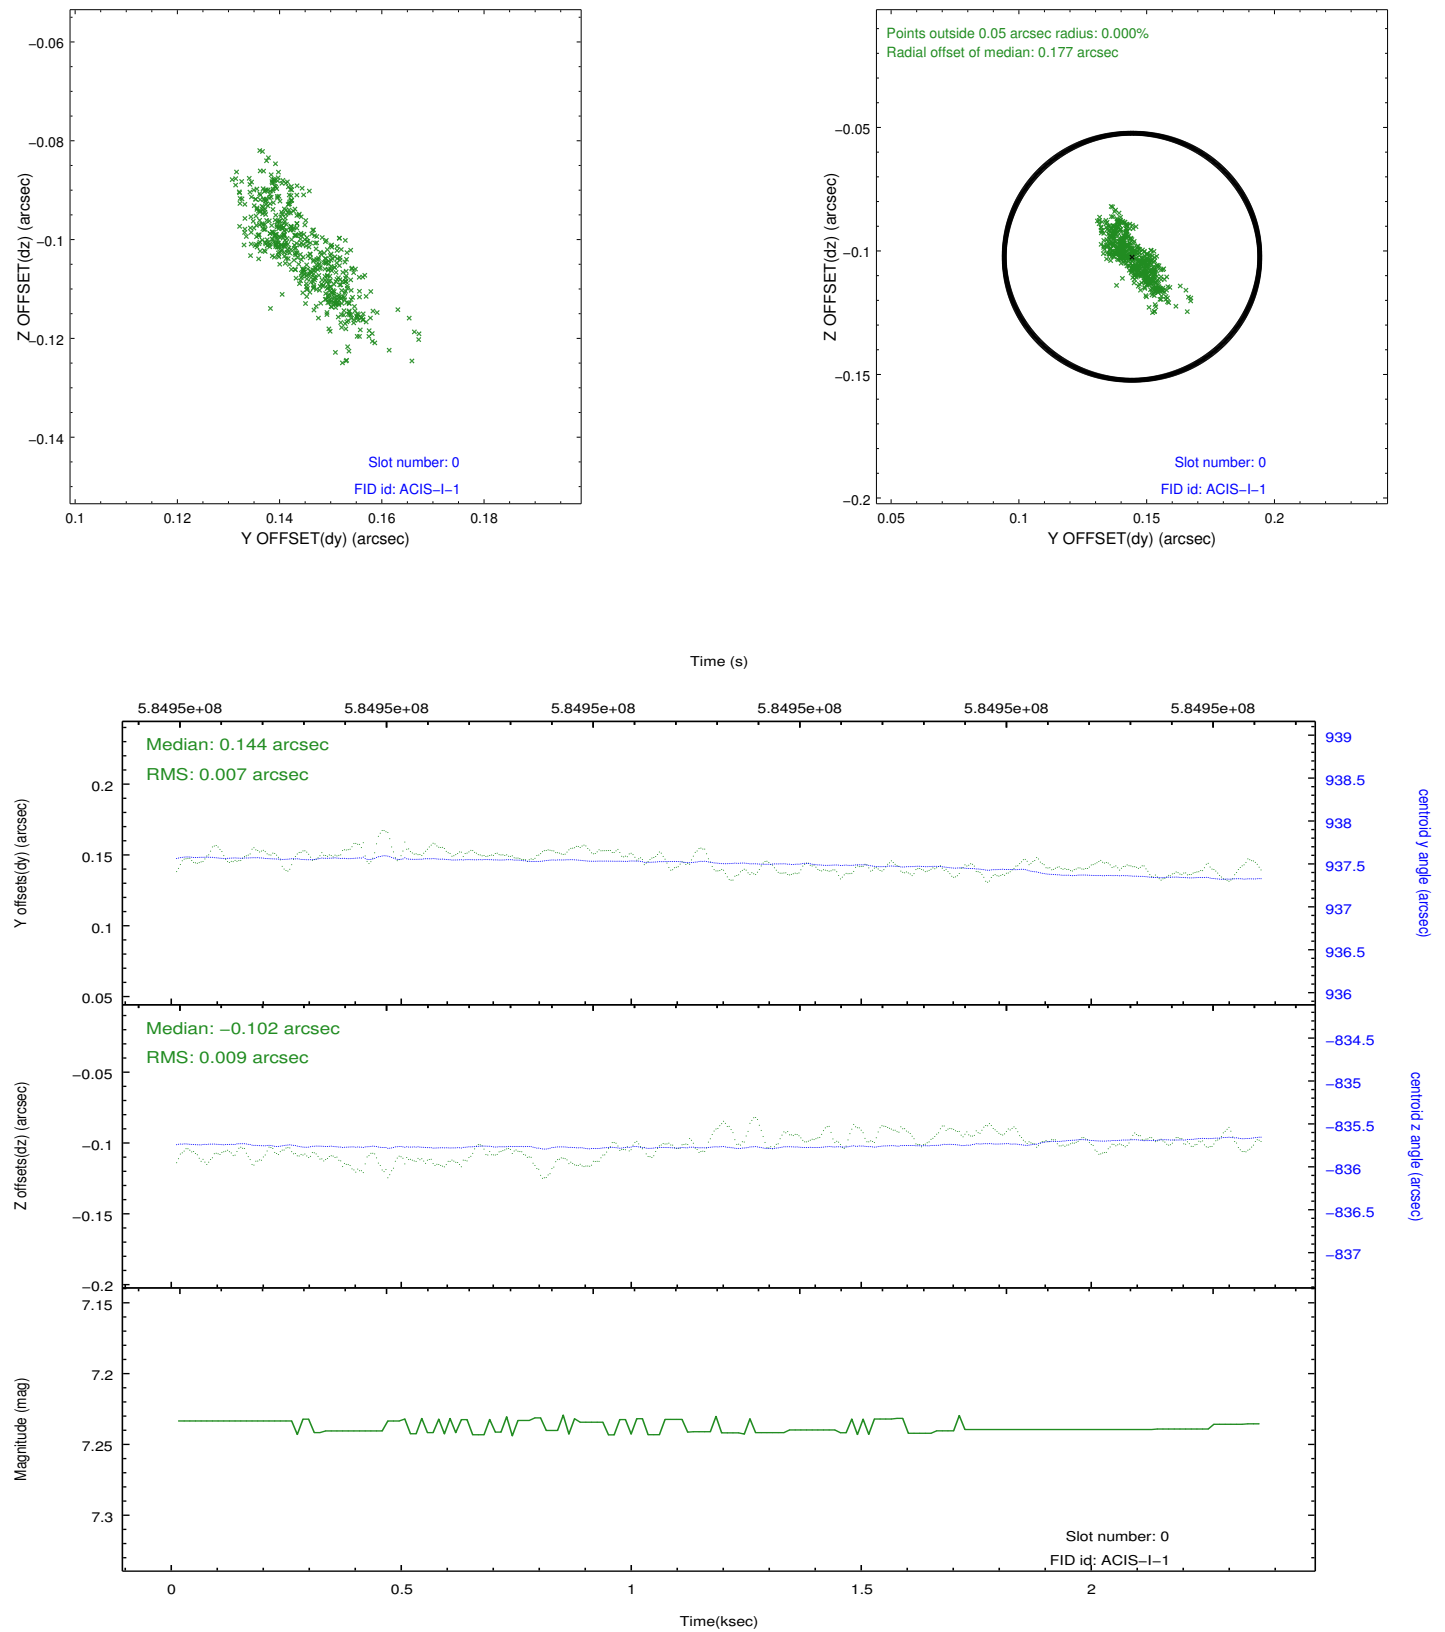 −0.06
−0.08
−0.1
−0.12
−0.14
Z OFFSET(dz) (arcsec)
Slot number: 0
FID id: ACIS−I−1
0.1 0.12 0.14 0.16 0.18
Y OFFSET(dy) (arcsec)
Points outside 0.05 arcsec radius: 0.000%
Radial offset of median: 0.177 arcsec
−0.05
−0.1
−0.15
−0.2
Z OFFSET(dz) (arcsec)
Slot number: 0
FID id: ACIS−I−1
0.05 0.1 0.15 0.2
Y OFFSET(dy) (arcsec)
Time (s)
5.8495e+08 5.8495e+08 5.8495e+08 5.8495e+08 5.8495e+08 5.8495e+08
Median: 0.144 arcsec
RMS: 0.007 arcsec
0.2
0.15
0.1
0.05
Y offsets(dy) (arcsec)
939
938.5
938
937.5
937
936.5
936
centroid y angle (arcsec)
Median: −0.102 arcsec
RMS: 0.009 arcsec
−0.05
−0.1
−0.15
−0.2
Z offsets(dz) (arcsec)
−834.5
−835
−835.5
−836
−836.5
−837
centroid z angle (arcsec)
7.15
7.2
7.25
7.3
Magnitude (mag)
Slot number: 0
FID id: ACIS−I−1
0 0.5 1 1.5 2
Time(ksec)